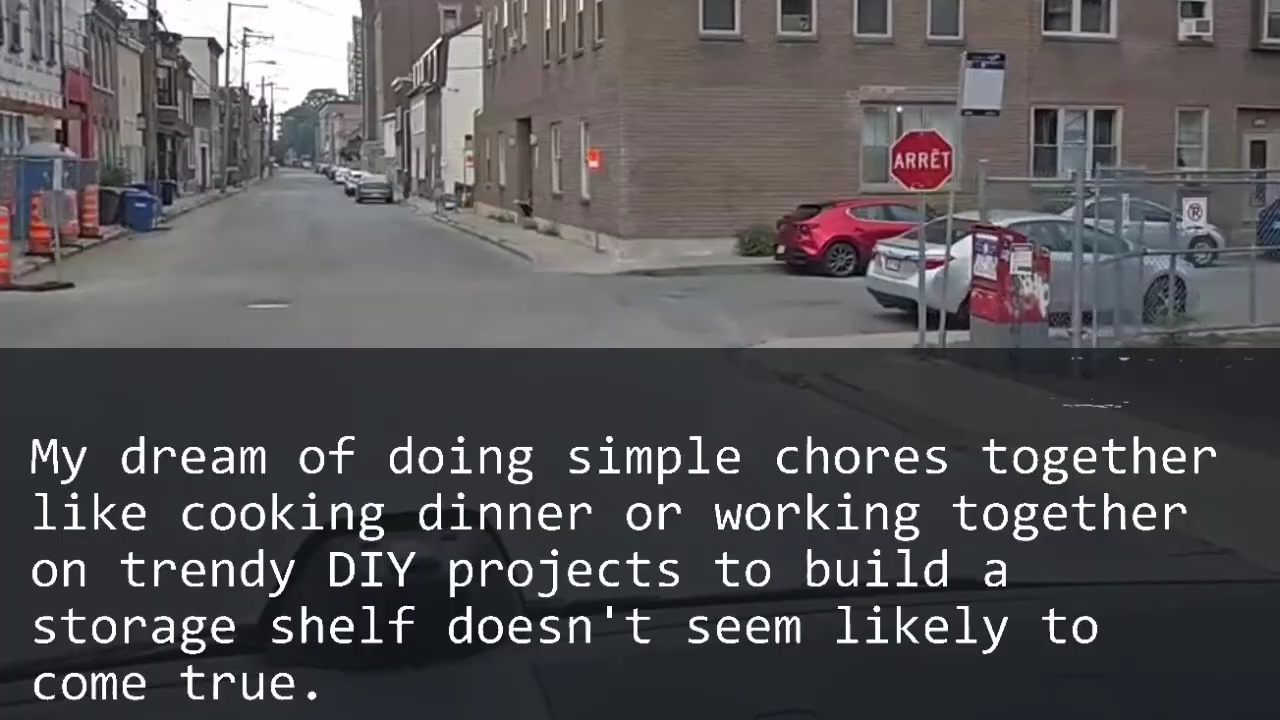 ARRÊT
My dream of doing simple chores together
like cooking dinner or working together
on trendy DIY projects to build a
storage shelf doesn't seem likely to
come true.